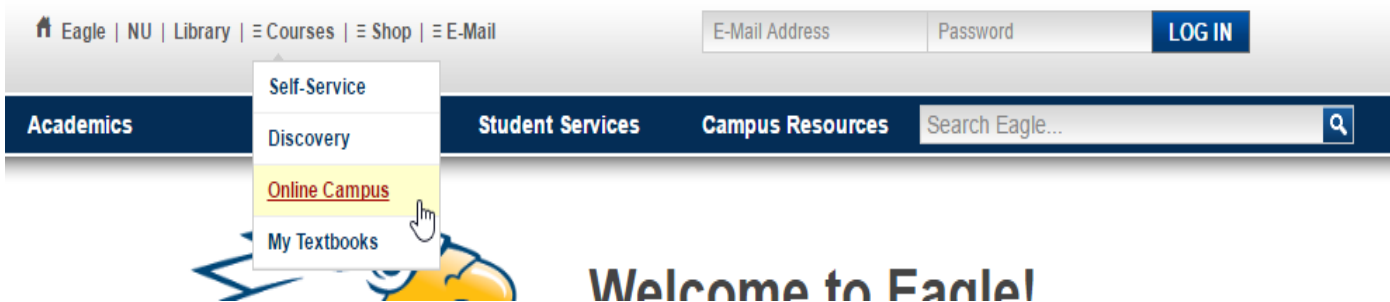 Eagle | NU | Library | Ξ Courses | Ξ Shop | Ξ E-Mail
E-Mail Address
Password
LOG IN
Self-Service
Discovery
Online Campus
My Textbooks
Academics
Student Services
Campus Resources
Search Eagle...
Welcome to Eagle!